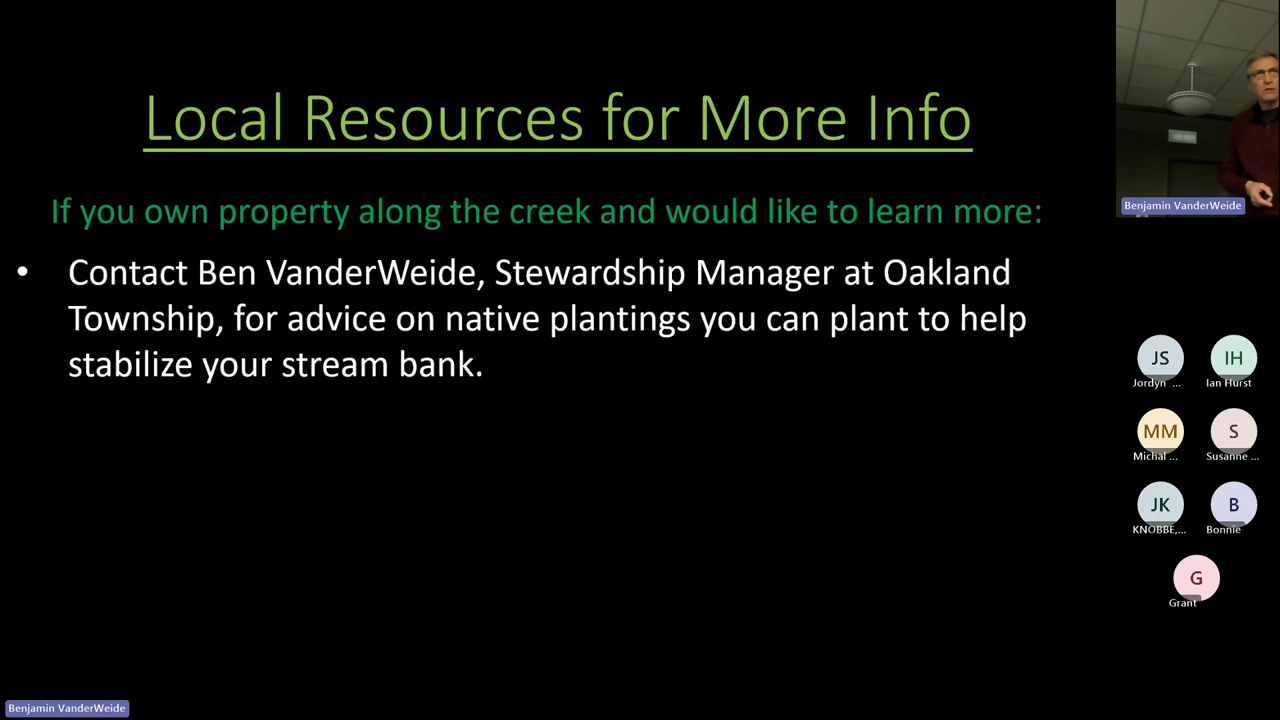 Local Resources for More Info
If you own property along the creek and would like to learn more:
• Contact Ben VanderWeide, Stewardship Manager at Oakland
Township, for advice on native plantings you can plant to help
stabilize your stream bank.
Benjamin VanderWeide
JS
IH
Jordyn ...
Ian Hurst
MM
S
Michal ...
Susanne ...
JK
B
KNOBBE,...
Bonnie
G
Grant
Benjamin VanderWeide